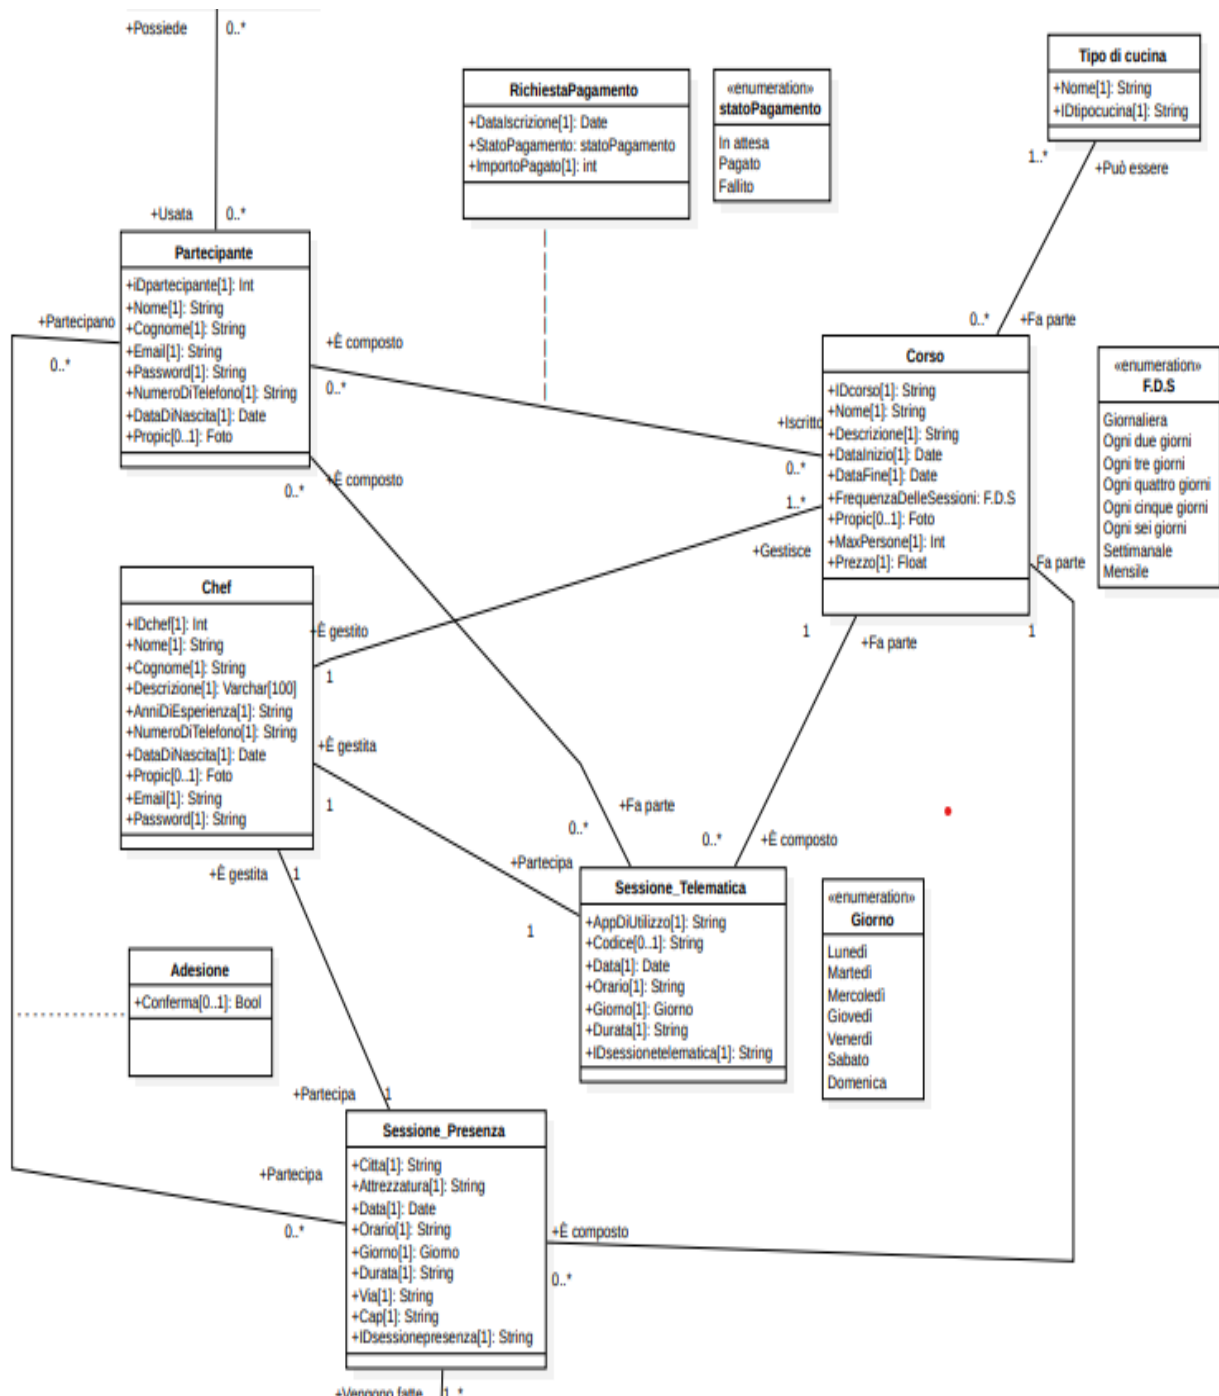 +Possiede
0..*
+Usata
0..*
RichiestaPagamento
+DataIscrizione[1]: Date
+StatoPagamento: statoPagamento
+ImportoPagato[1]: int
«enumeration»
statoPagamento
In attesa
Pagato
Fallito
Tipo di cucina
+Nome[1]: String
+IDtipocucina[1]: String
1..*
+Può essere
0..*
+Fa parte
Partecipante
+iDpartecipante[1]: Int
+Nome[1]: String
+Cognome[1]: String
+Email[1]: String
+Password[1]: String
+NumeroDiTelefono[1]: String
+DataDiNascita[1]: Date
+Propic[0..1]: Foto
+Partecipano
0..*
+È composto
0..*
+Iscritto
0..*
Corso
+IDcorso[1]: String
+Nome[1]: String
+Descrizione[1]: String
+DataInizio[1]: Date
+DataFine[1]: Date
+FrequenzaDelleSessioni: F.D.S
+Propic[0..1]: Foto
+MaxPersone[1]: Int
+Prezzo[1]: Float
«enumeration»
F.D.S
Giornaliera
Ogni due giorni
Ogni tre giorni
Ogni quattro giorni
Ogni cinque giorni
Ogni sei giorni
Settimanale
Mensile
0..*
+È composto
1..*
+Gestisce
Fa parte
1
Chef
+IDchef[1]: Int
+Nome[1]: String
+Cognome[1]: String
+Descrizione[1]: Varchar[100]
+AnniDiEsperienza[1]: String
+NumeroDiTelefono[1]: String
+DataDiNascita[1]: Date
+Propic[0..1]: Foto
+Email[1]: String
+Password[1]: String
+È gestito
1
+È gestita
1
1
+Fa parte
+Fa parte
0..*
0..*
+È composto
+Partecipa
1
+È gestita
1
Sessione_Telematica
+AppDiUtilizzo[1]: String
+Codice[0..1]: String
+Data[1]: Date
+Orario[1]: String
+Giorno[1]: Giorno
+Durata[1]: String
+IDsessionetelematica[1]: String
«enumeration»
Giorno
Lunedì
Martedì
Mercoledì
Giovedì
Venerdì
Sabato
Domenica
Adesione
+Conferma[0..1]: Bool
+Partecipa
1
Sessione_Presenza
+Citta[1]: String
+Attrezzatura[1]: String
+Data[1]: Date
+Orario[1]: String
+Giorno[1]: Giorno
+Durata[1]: String
+Via[1]: String
+Cap[1]: String
+IDsessionepresenza[1]: String
+Partecipa
0..*
+È composto
0..*
+Vengono fatte
1..*